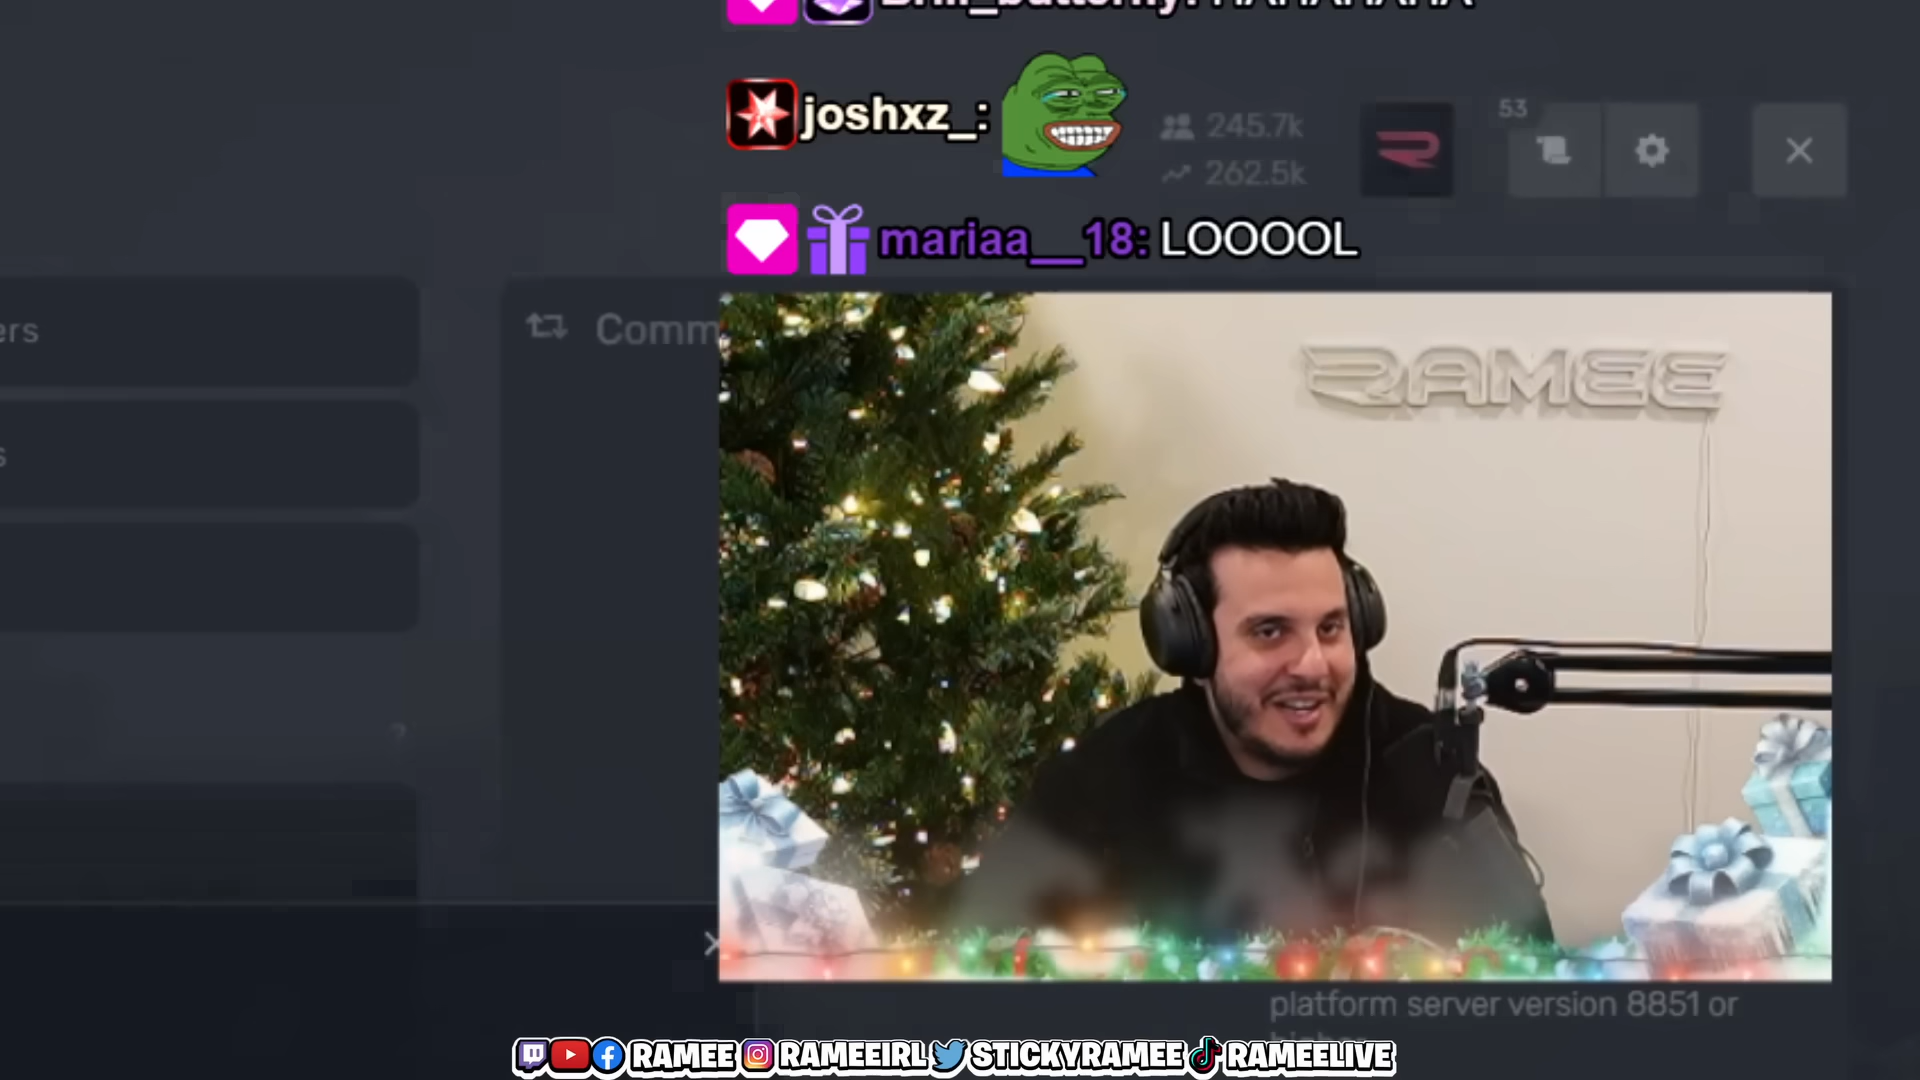 joshxz_:
245.7k
53
262.5k
mariaa__18: LOOOOL
ers
s
Comm
RAMEE
platform server version 8851 or
RAMEE RAMEEIRL STICKYRAMEE RAMEELIVE